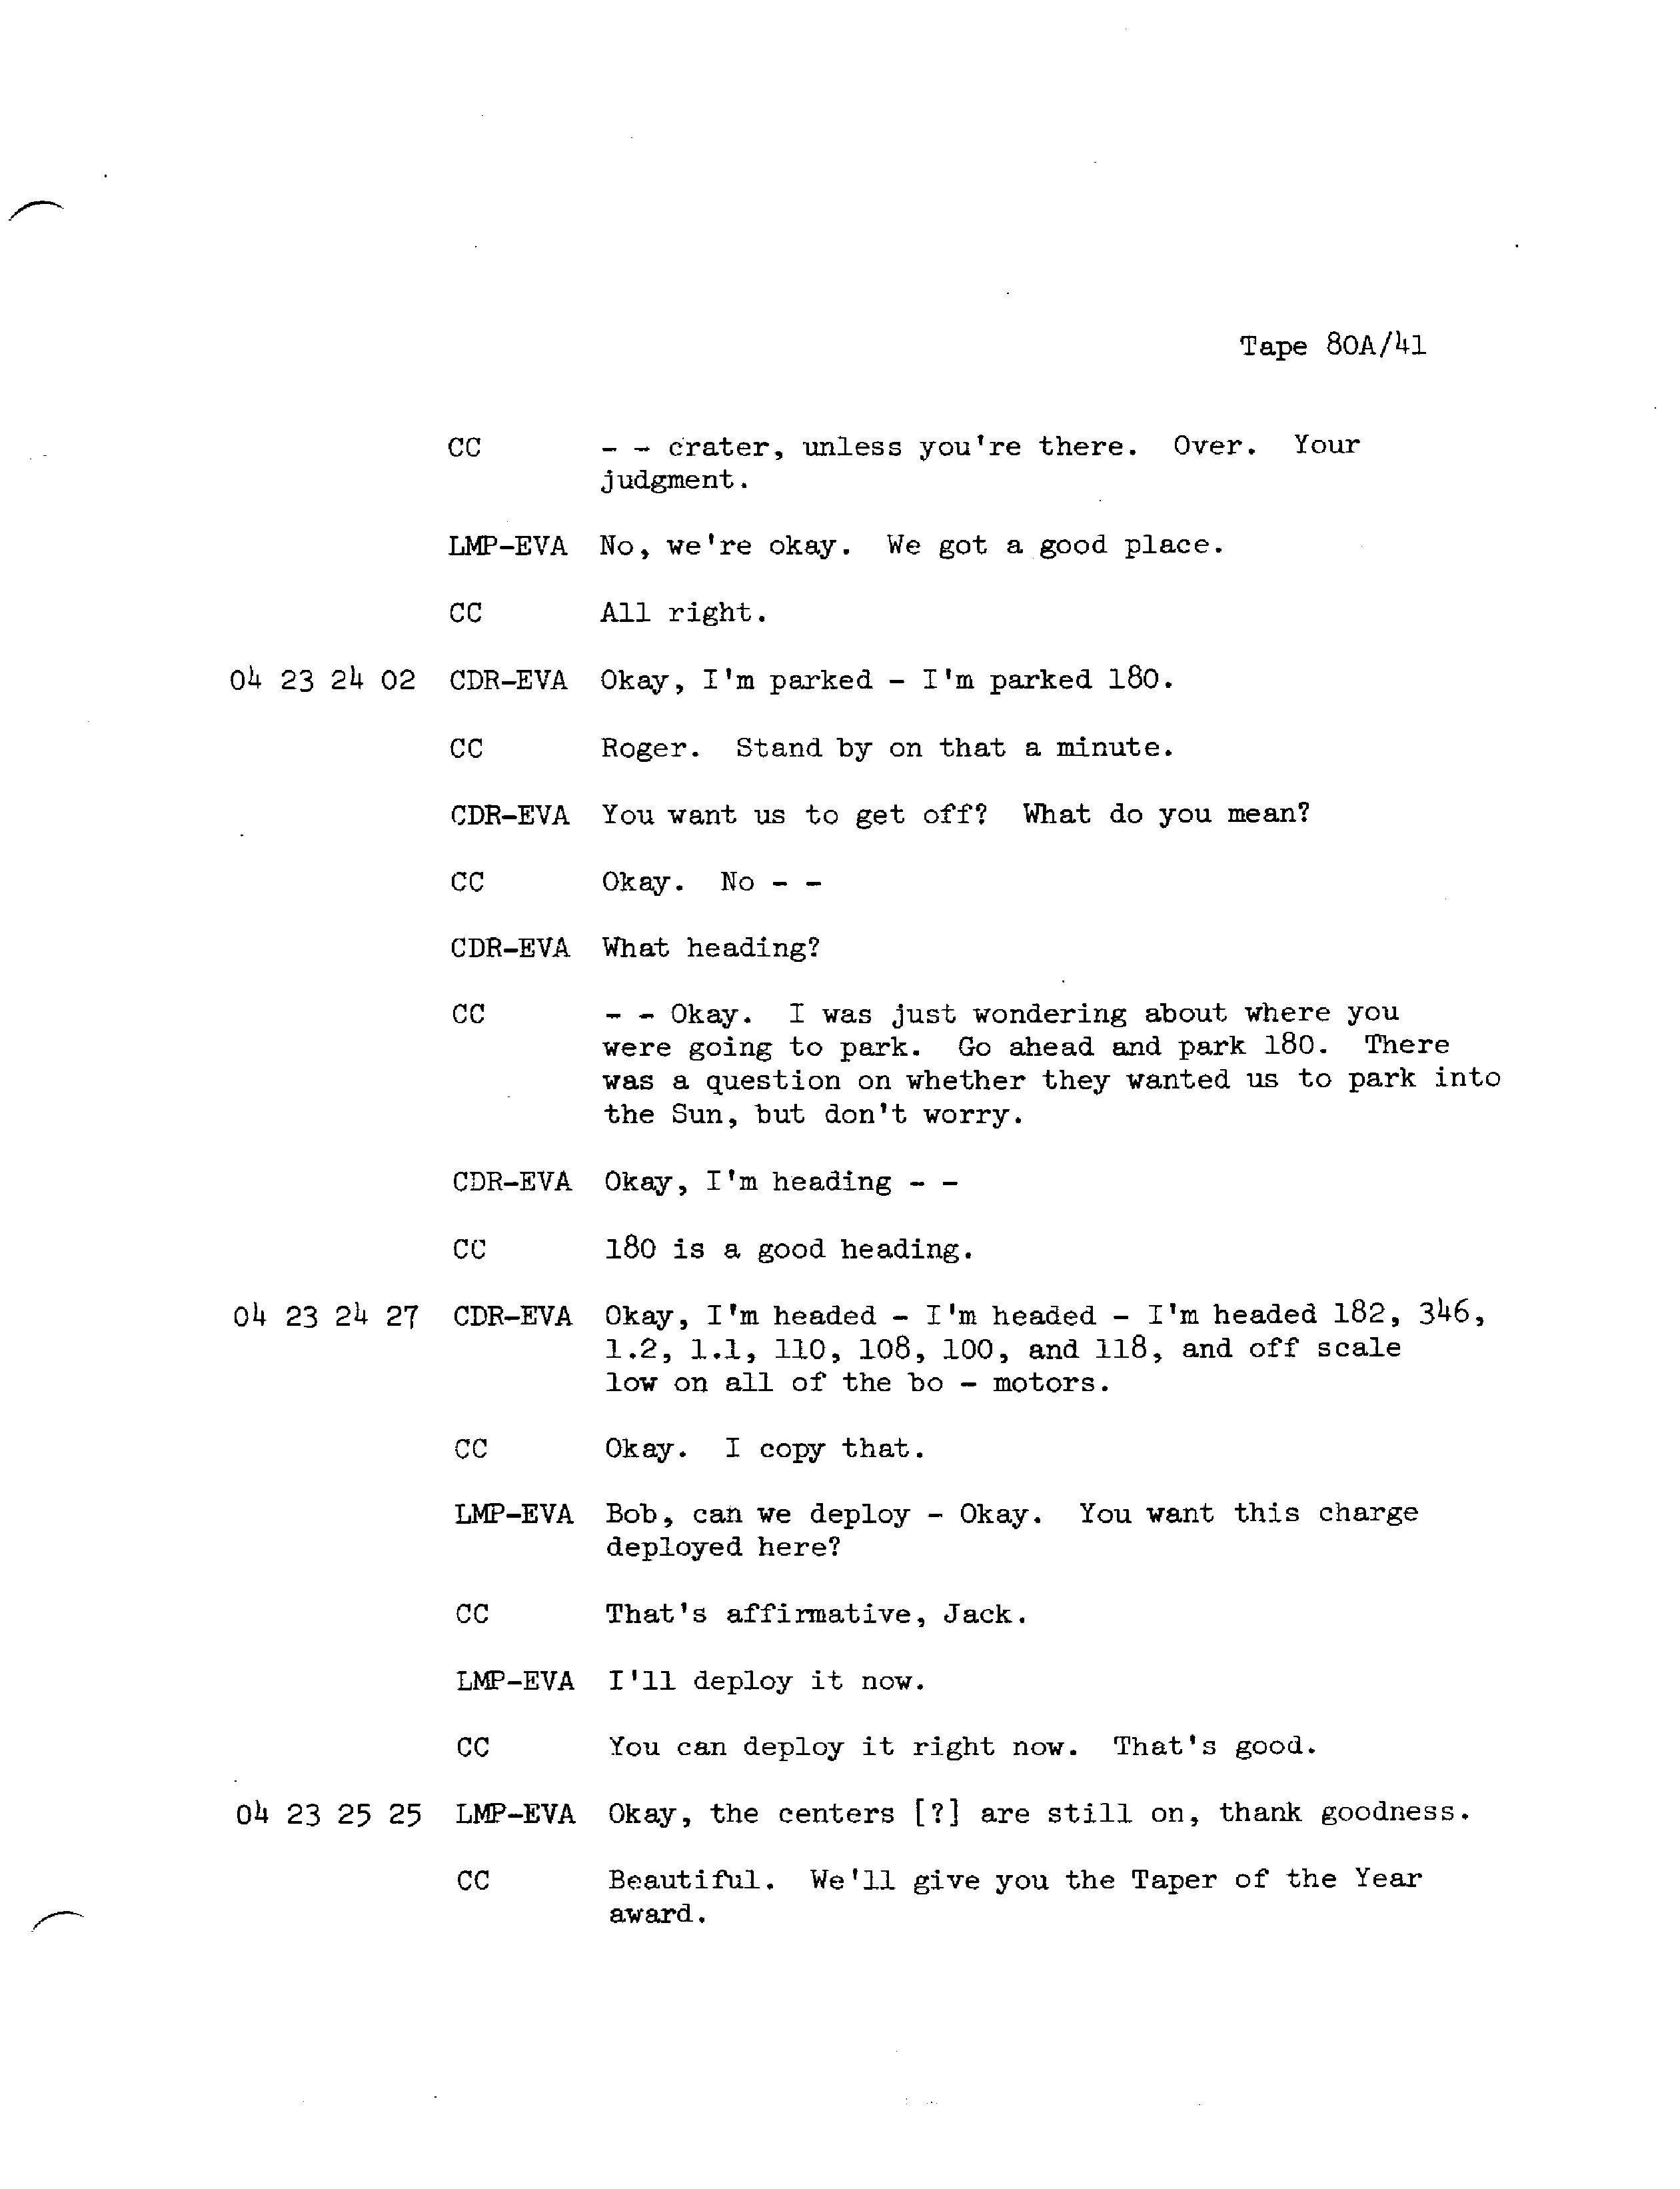 Tape 80A/41
CC - - crater, unless you're there. Over. Your
judgment.
LMP-EVA No, we're okay. We got a good place.
CC All right.
04 23 24 02 CDR-EVA Okay, I'm parked - I'm parked 180.
CC Roger. Stand by on that a minute.
CDR-EVA You want us to get off? What do you mean?
CC Okay. No - -
CDR-EVA What heading?
CC - - Okay. I was just wondering about where you
were going to park. Go ahead and park 180. There
was a question on whether they wanted us to park into
the Sun, but don't worry.
CDR-EVA Okay, I'm heading - -
CC 180 is a good heading.
04 23 24 27 CDR-EVA Okay, I'm headed - I'm headed - I'm headed 182, 346,
1.2, 1.1, 110, 108, 100, and 118, and off scale
low on all of the bo - motors.
CC Okay. I copy that.
LMP-EVA Bob, can we deploy - Okay. You want this charge
deployed here?
CC That's affirmative, Jack.
LMP-EVA I'll deploy it now.
CC You can deploy it right now. That's good.
04 23 25 25 LMP-EVA Okay, the centers [?] are still on, thank goodness.
CC Beautiful. We'll give you the Taper of the Year
award.